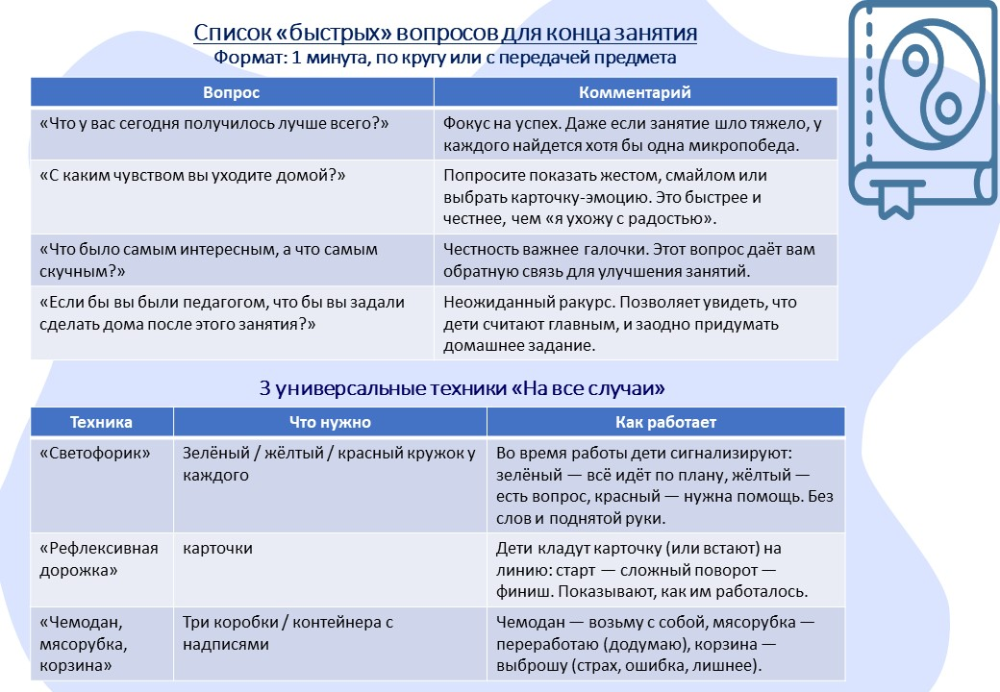 Список «быстрых» вопросов для конца занятия
Формат: 1 минута, по кругу или с передачей предмета
Вопрос
Комментарий
«Что у вас сегодня получилось лучше всего?»
Фокус на успех. Даже если занятие шло тяжело, у
каждого найдется хотя бы одна микропобеда.
«С каким чувством вы уходите домой?»
Попросите показать жестом, смайлом или
выбрать карточку-эмоцию. Это быстрее и
честнее, чем «я ухожу с радостью».
«Что было самым интересным, а что самым
скучным?»
Честность важнее галочки. Этот вопрос даёт вам
обратную связь для улучшения занятий.
«Если бы вы были педагогом, что бы вы задали
сделать дома после этого занятия?»
Неожиданный ракурс. Позволяет увидеть, что
дети считают главным, и заодно придумать
домашнее задание.
3 универсальные техники «На все случаи»
Техника
Что нужно
Как работает
«Светофорик»
Зелёный / жёлтый / красный кружок у
каждого
Во время работы дети сигнализируют:
зелёный — всё идёт по плану, жёлтый —
есть вопрос, красный — нужна помощь. Без
слов и поднятой руки.
«Рефлексивная
дорожка»
карточки
Дети кладут карточку (или встают) на
линию: старт — сложный поворот —
финиш. Показывают, как им работалось.
«Чемодан,
мясорубка,
корзина»
Три коробки / контейнера с
надписями
Чемодан — возьму с собой, мясорубка —
переработаю (додумаю), корзина —
выброшу (страх, ошибка, лишнее).